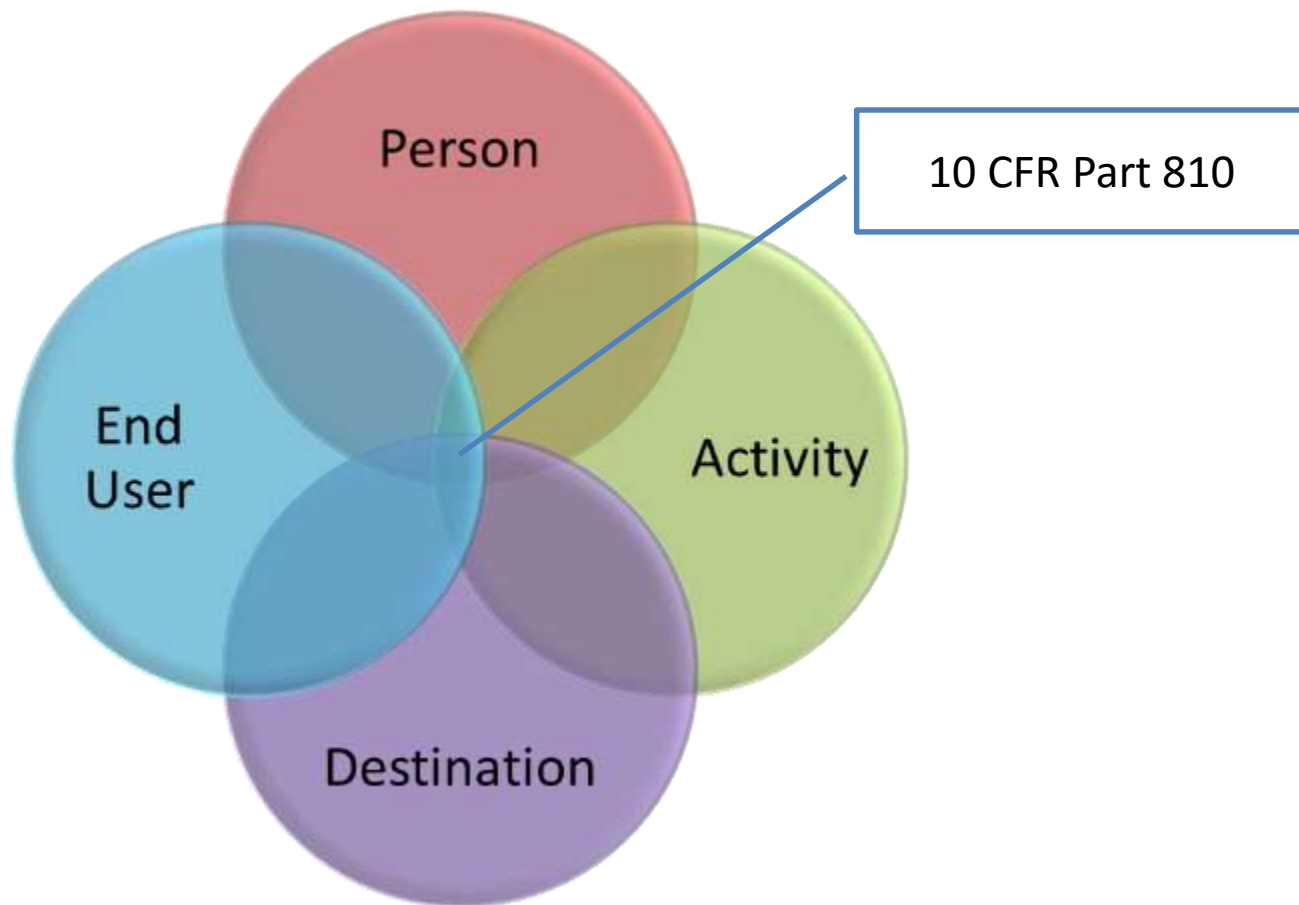 Person
10 CFR Part 810
End
User
Activity
Destination